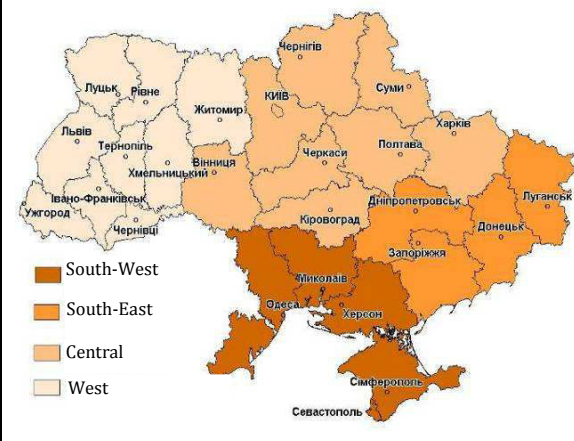 Чернігів
Луцьк
Рівне
КИЇВ
Суми
Житомир
Харків
Львів
Тернопіль
Полтава
Черкаси
Вінниця
Хмельницький
Івано-Франківськ
Луганськ
Ужгород
Дніпропетровськ
Кіровоград
Донецьк
Чернівці
Запоріжжя
South-West
Миколаїв
South-East
Одеса
Херсон
Central
West
Сімферополь
Севастополь